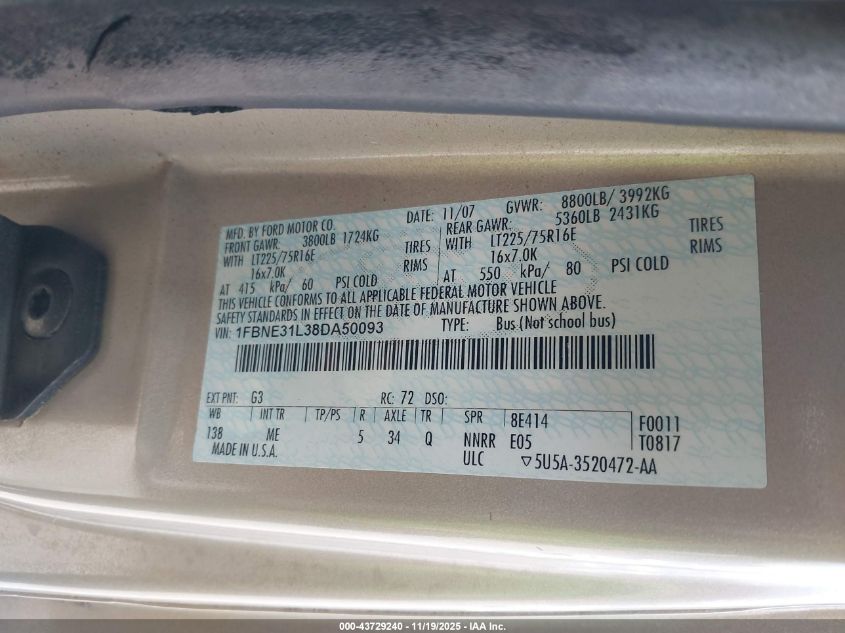 MFD. BY FORD MOTOR CO. DATE: 11/07 GVWR: 8800LB/ 3992KG
FRONT GAWR: 3800LB 1724KG REAR GAWR: 5360LB 2431KG
WITH LT225/75R16E TIRES WITH LT225/75R16E TIRES
16x7.0K RIMS 16x7.0K RIMS
AT 415 kPa/ 60 PSI COLD AT 550 kPa/ 80 PSI COLD
THIS VEHICLE CONFORMS TO ALL APPLICABLE FEDERAL MOTOR VEHICLE
SAFETY STANDARDS IN EFFECT ON THE DATE OF MANUFACTURE SHOWN ABOVE.
VIN: 1FBNE31L38DA50093 TYPE: Bus (Not school bus)
EXT PNT: G3 RC: 72 DSO:
WB INT TR TP/PS R AXLE TR SPR 8E414 F0011
138 ME 5 34 Q NNRR E05 T0817
MADE IN U.S.A. ULC ▽5U5A-3520472-AA
000-43729240 - 11/19/2025 - IAA Inc.